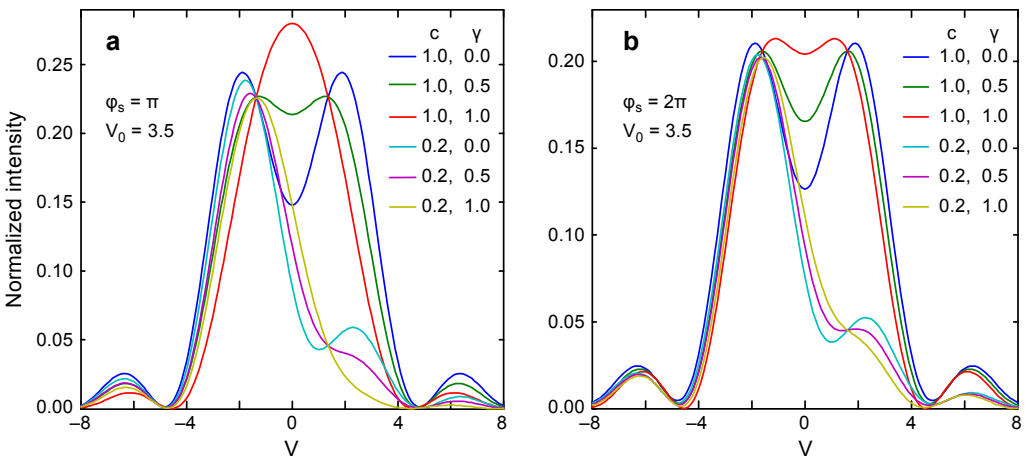 a
c γ
1.0, 0.0
1.0, 0.5
1.0, 1.0
0.2, 0.0
0.2, 0.5
0.2, 1.0
φs = π
V0 = 3.5
Normalized intensity
0.25
0.20
0.15
0.10
0.05
0.00
−8 −4 0 4 8
V
b
c γ
1.0, 0.0
1.0, 0.5
1.0, 1.0
0.2, 0.0
0.2, 0.5
0.2, 1.0
φs = 2π
V0 = 3.5
0.20
0.15
0.10
0.05
0.00
−8 −4 0 4 8
V